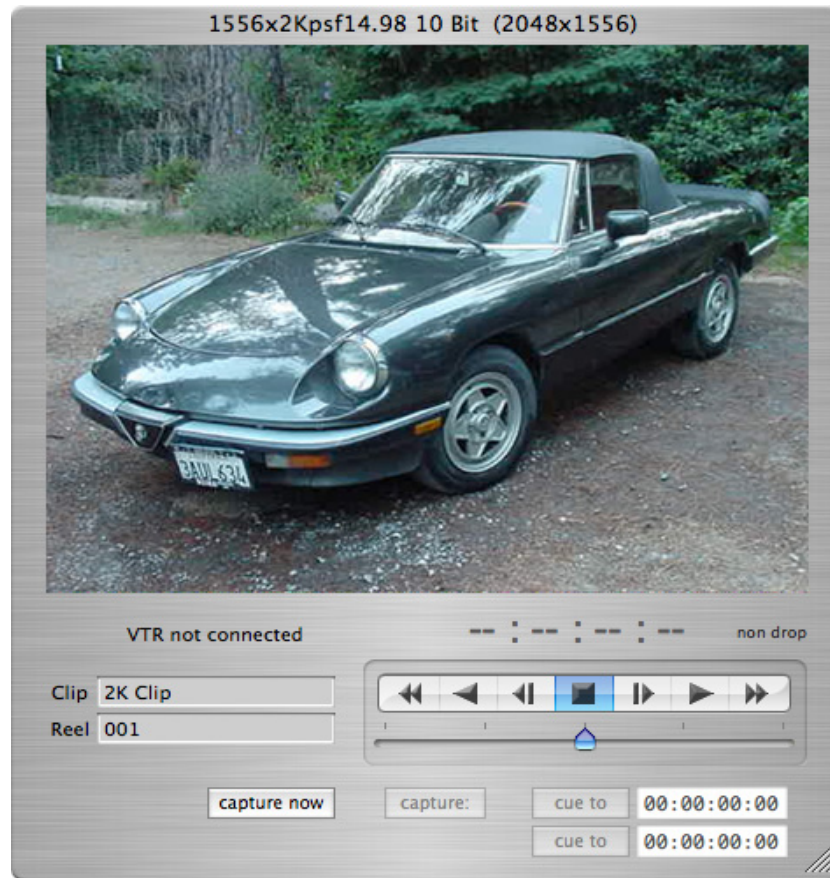 1556x2Kpsf14.98 10 Bit (2048x1556)
3AUL634
VTR not connected
-- : -- : -- : --
non drop
Clip 2K Clip
Reel 001
capture now
capture:
cue to
00:00:00:00
cue to
00:00:00:00